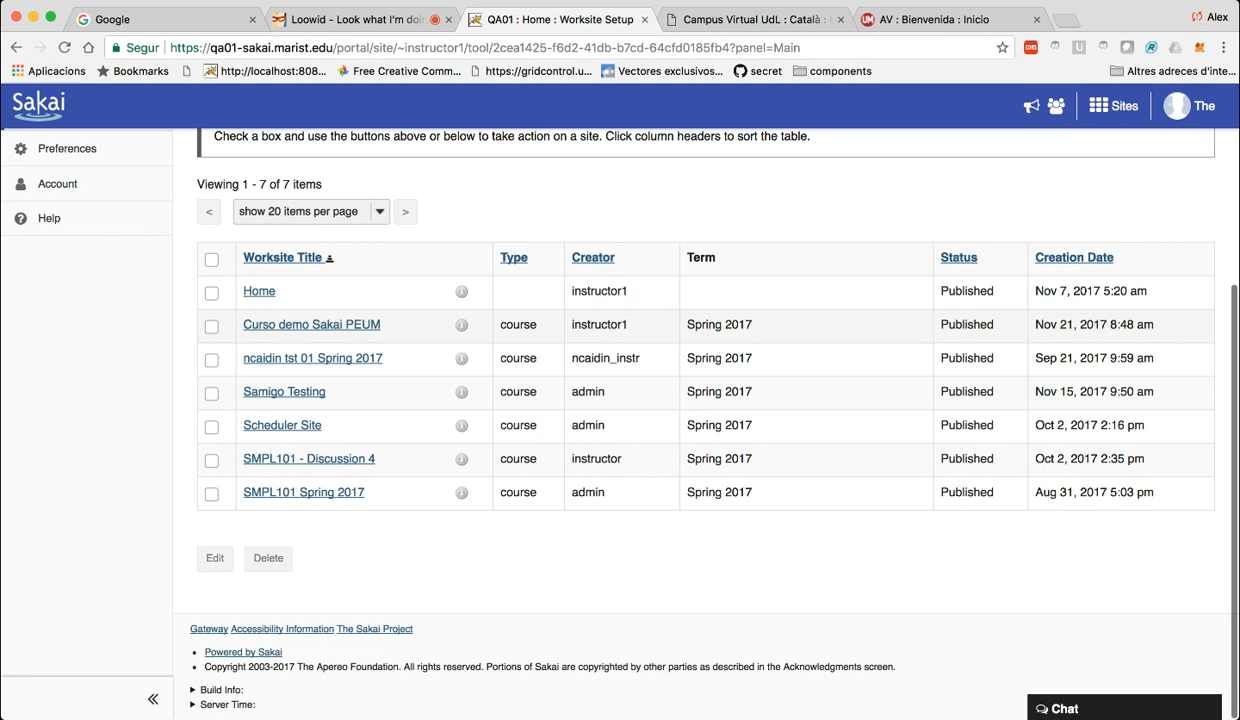 Google
Loowid - Look what I'm doin
QA01 : Home : Worksite Setup
Campus Virtual UdL : Català :
AV : Bienvenida : Inicio
Alex
Segur
https://qa01-sakai.marist.edu/portal/site/~instructor1/tool/2cea1425-f6d2-41db-b7cd-64cfd0185fb4?panel=Main
Aplicacions
Bookmarks
http://localhost:808...
Free Creative Comm...
https://gridcontrol.u...
Vectores exclusivos...
secret
components
Altres adreces d'inte...
Sakai
Sites
The
Preferences
Account
Help
Check a box and use the buttons above or below to take action on a site. Click column headers to sort the table.
Viewing 1 - 7 of 7 items
< show 20 items per page >
Worksite Title Type Creator Term Status Creation Date
Home instructor1 Published Nov 7, 2017 5:20 am
Curso demo Sakai PEUM course instructor1 Spring 2017 Published Nov 21, 2017 8:48 am
ncaidin tst 01 Spring 2017 course ncaidin_instr Spring 2017 Published Sep 21, 2017 9:59 am
Samigo Testing course admin Spring 2017 Published Nov 15, 2017 9:50 am
Scheduler Site course admin Spring 2017 Published Oct 2, 2017 2:16 pm
SMPL101 - Discussion 4 course instructor Spring 2017 Published Oct 2, 2017 2:35 pm
SMPL101 Spring 2017 course admin Spring 2017 Published Aug 31, 2017 5:03 pm
Edit Delete
Gateway Accessibility Information The Sakai Project
Powered by Sakai
Copyright 2003-2017 The Apereo Foundation. All rights reserved. Portions of Sakai are copyrighted by other parties as described in the Acknowledgments screen.
Build Info:
Server Time:
Chat